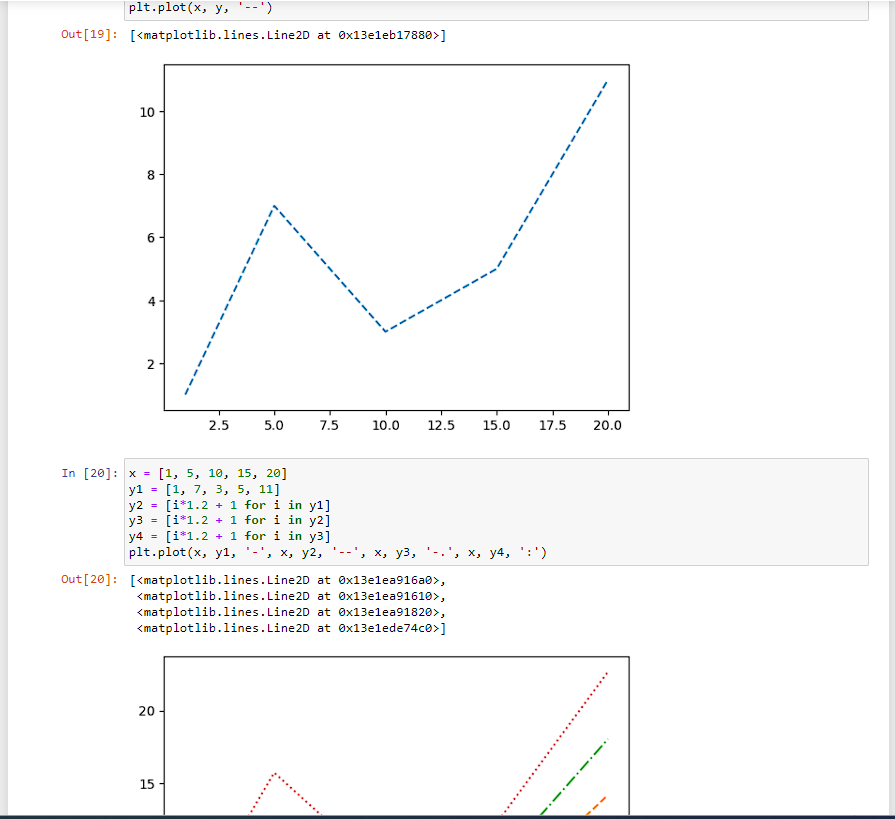 plt.plot(x, y, '--')
Out[19]: [<matplotlib.lines.Line2D at 0x13e1eb17880>]
10
8
6
4
2
2.5 5.0 7.5 10.0 12.5 15.0 17.5 20.0
In [20]: x = [1, 5, 10, 15, 20]
y1 = [1, 7, 3, 5, 11]
y2 = [i*1.2 + 1 for i in y1]
y3 = [i*1.2 + 1 for i in y2]
y4 = [i*1.2 + 1 for i in y3]
plt.plot(x, y1, '-', x, y2, '--', x, y3, '-.', x, y4, ':')
Out[20]: [<matplotlib.lines.Line2D at 0x13e1ea916a0>,
<matplotlib.lines.Line2D at 0x13e1ea91610>,
<matplotlib.lines.Line2D at 0x13e1ea91820>,
<matplotlib.lines.Line2D at 0x13e1ede74c0>]
20
15